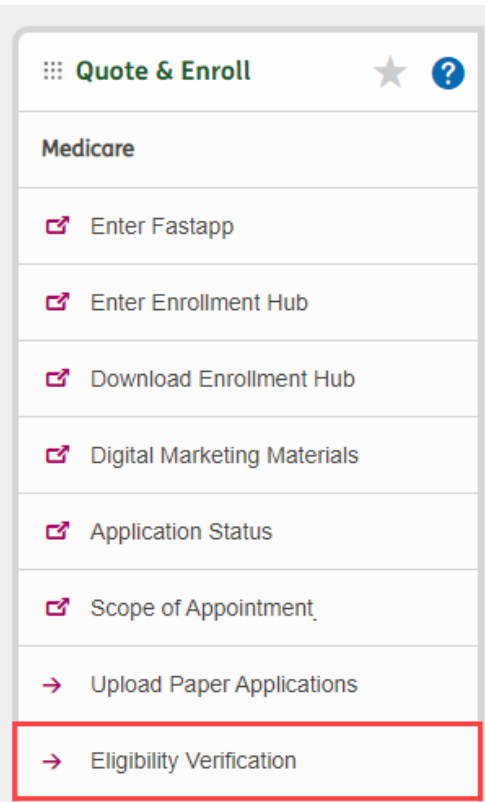 Quote & Enroll ?
Medicare
Enter Fastapp
Enter Enrollment Hub
Download Enrollment Hub
Digital Marketing Materials
Application Status
Scope of Appointment
Upload Paper Applications
Eligibility Verification